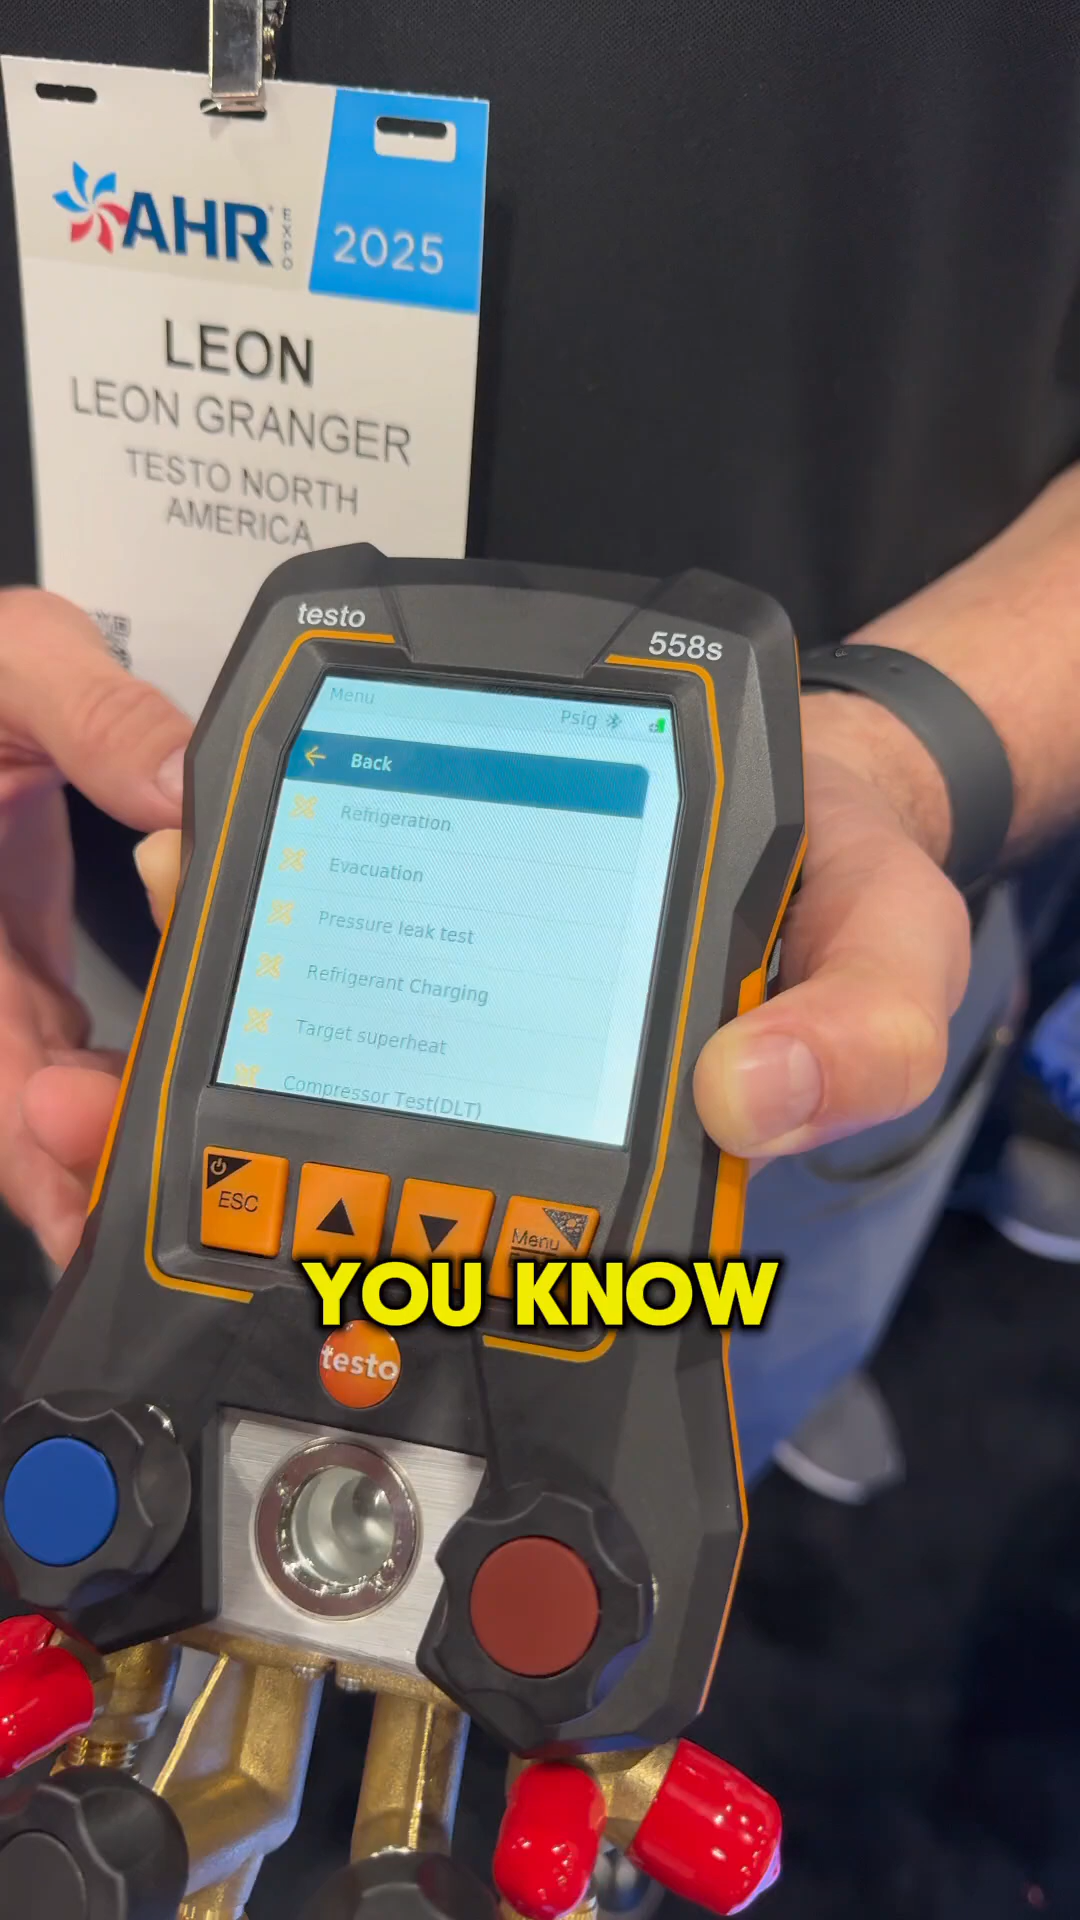 AHR
EXPO
2025
LEON
LEON GRANGER
TESTO NORTH
AMERICA
testo
558s
Menu
Psig
Back
Refrigeration
Evacuation
Pressure leak test
Refrigerant Charging
Target superheat
Compressor Test(DLT)
ESC
Menu
YOU KNOW
testo